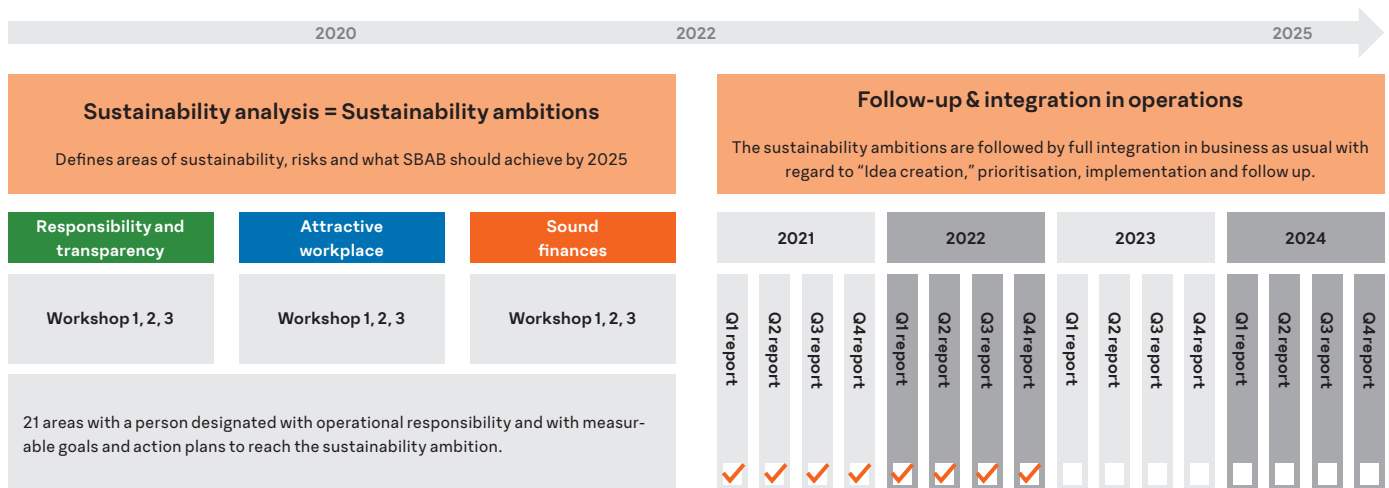 2020
2022
2025
Sustainability analysis = Sustainability ambitions
Defines areas of sustainability, risks and what SBAB should achieve by 2025
Responsibility and
transparency
Attractive
workplace
Sound
finances
Workshop 1, 2, 3
Workshop 1, 2, 3
Workshop 1, 2, 3
21 areas with a person designated with operational responsibility and with measur-
able goals and action plans to reach the sustainability ambition.
Follow-up & integration in operations
The sustainability ambitions are followed by full integration in business as usual with
regard to “Idea creation,” prioritisation, implementation and follow up.
2021
2022
2023
2024
Q1 report
Q2 report
Q3 report
Q4 report
Q1 report
Q2 report
Q3 report
Q4 report
Q1 report
Q2 report
Q3 report
Q4 report
Q1 report
Q2 report
Q3 report
Q4 report